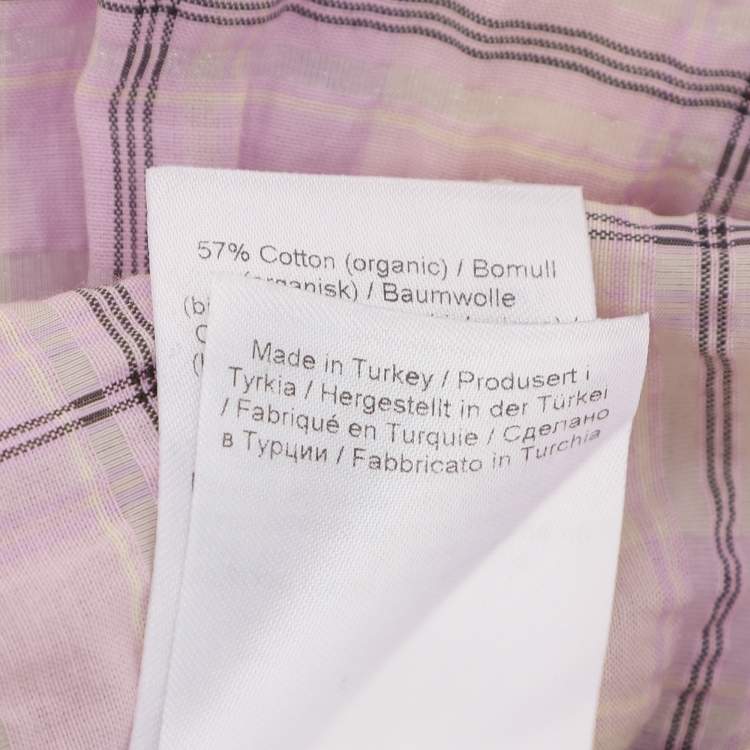 57% Cotton (organic) / Bomull
(organisk) / Baumwolle
Made in Turkey / Produsert i
Tyrkia / Hergestellt in der Türkei
/ Fabriqué en Turquie / Сделано
в Турции / Fabbricato in Turchia